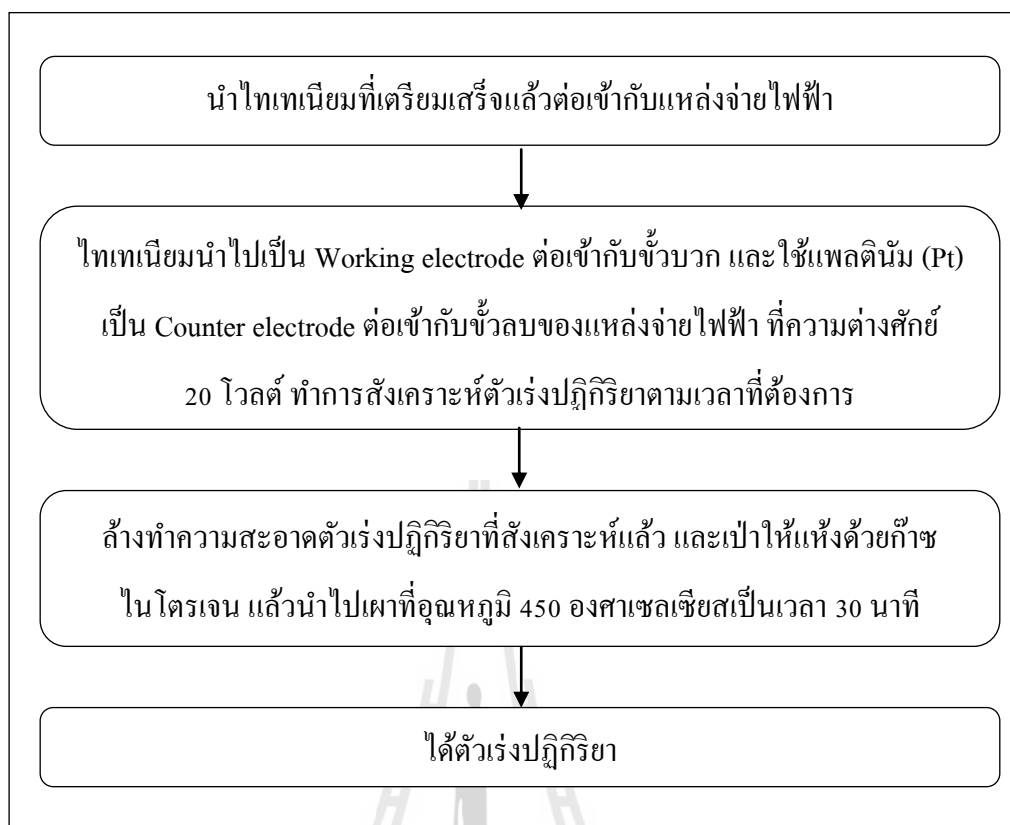 นำไทเทเนียมที่เตรียมเสร็จแล้วต่อเข้ากับแหล่งจ่ายไฟฟ้า
ไทเทเนียมนำไปเป็น Working electrode ต่อเข้ากับขั้วบวก และใช้แพลตินัม (Pt)
เป็น Counter electrode ต่อเข้ากับขั้วลบของแหล่งจ่ายไฟฟ้า ที่ความต่างศักย์
20 โวลต์ ทำการสังเคราะห์ตัวเร่งปฏิกิริยาตามเวลาที่ต้องการ
ล้างทำความสะอาดตัวเร่งปฏิกิริยาที่สังเคราะห์แล้ว และเป่าให้แห้งด้วยก๊าซ
ไนโตรเจน แล้วนำไปเผาที่อุณหภูมิ 450 องศาเซลเซียสเป็นเวลา 30 นาที
ได้ตัวเร่งปฏิกิริยา